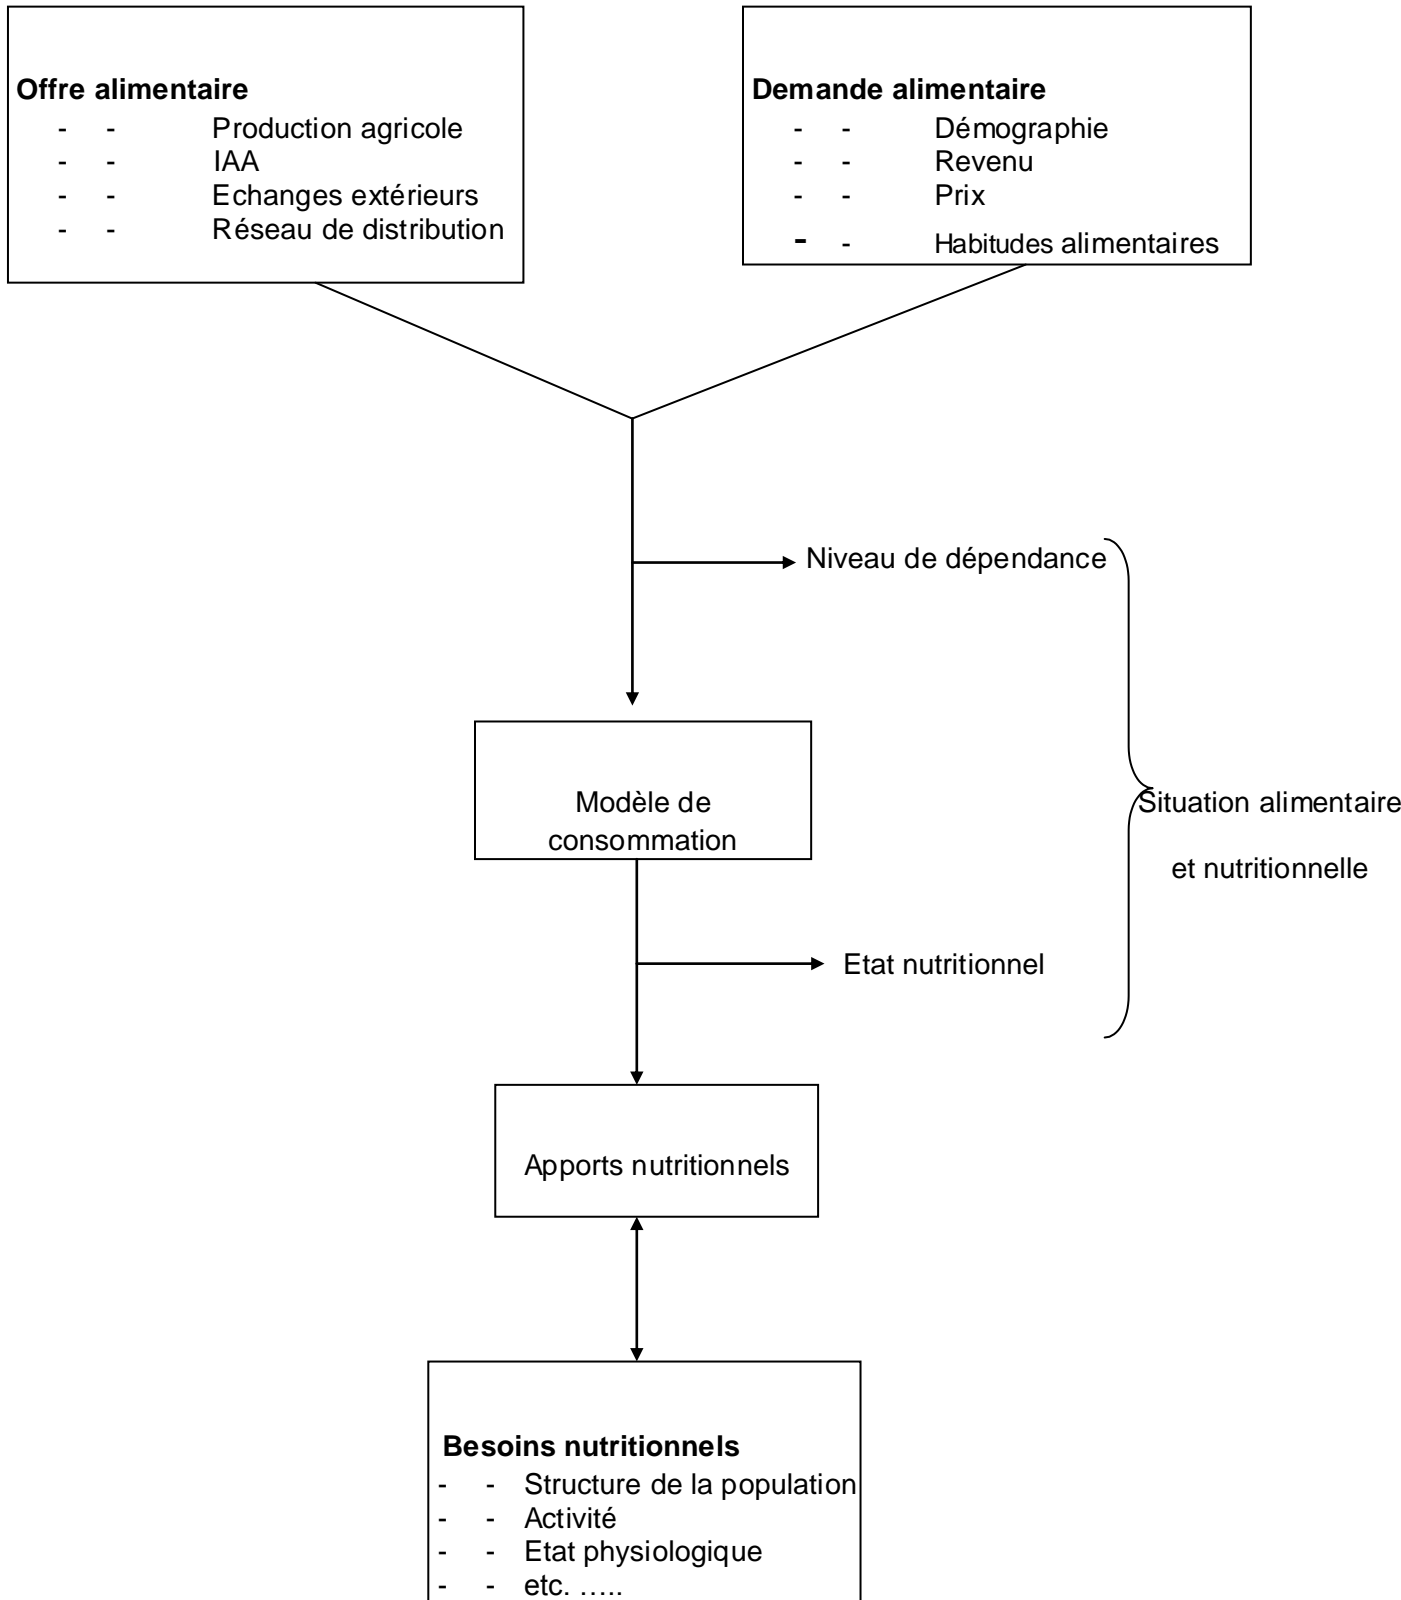 Offre alimentaire
- - Production agricole
- - IAA
- - Echanges extérieurs
- - Réseau de distribution
Demande alimentaire
- - Démographie
- - Revenu
- - Prix
- - Habitudes alimentaires
Niveau de dépendance
Modèle de
consommation
Situation alimentaire
et nutritionnelle
Etat nutritionnel
Apports nutritionnels
Besoins nutritionnels
- - Structure de la population
- - Activité
- - Etat physiologique
- - etc. …..